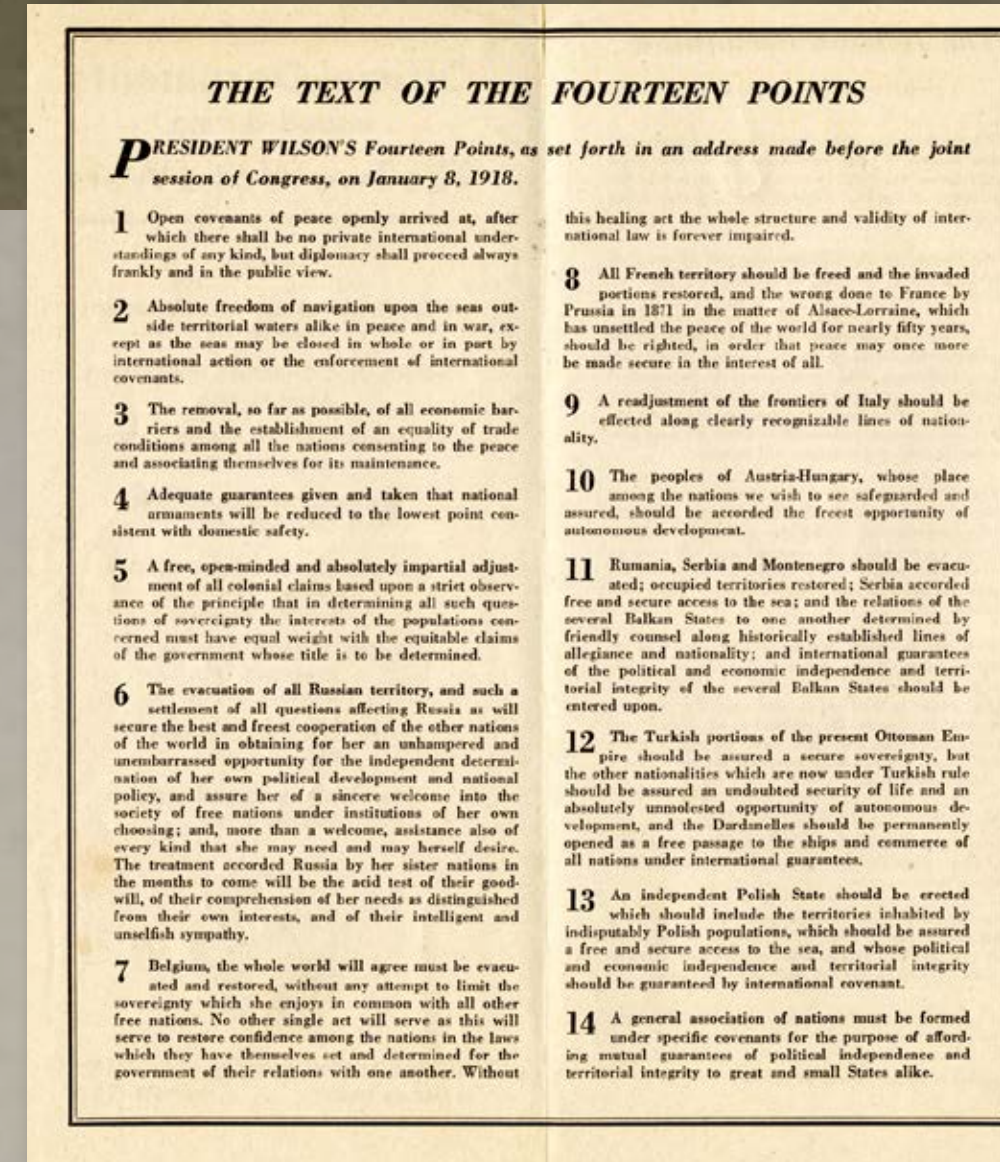 THE TEXT OF THE FOURTEEN POINTS
PRESIDENT WILSON'S Fourteen Points, as set forth in an address made before the joint
session of Congress, on January 8, 1918.
1 Open covenants of peace openly arrived at, after
which there shall be no private international under-
standings of any kind, but diplomacy shall proceed always
frankly and in the public view.
2 Absolute freedom of navigation upon the seas out-
side territorial waters alike in peace and in war, ex-
cept as the seas may be closed in whole or in part by
international action or the enforcement of international
covenants.
3 The removal, so far as possible, of all economic bar-
riers and the establishment of an equality of trade
conditions among all the nations consenting to the peace
and associating themselves for its maintenance.
4 Adequate guarantees given and taken that national
armaments will be reduced to the lowest point con-
sistent with domestic safety.
5 A free, open-minded and absolutely impartial adjust-
ment of all colonial claims based upon a strict observ-
ance of the principle that in determining all such ques-
tions of sovereignty the interests of the populations con-
cerned must have equal weight with the equitable claims
of the government whose title is to be determined.
6 The evacuation of all Russian territory, and such a
settlement of all questions affecting Russia as will
secure the best and freest cooperation of the other nations
of the world in obtaining for her an unhampered and
unembarrassed opportunity for the independent determi-
nation of her own political development and national
policy, and assure her of a sincere welcome into the
society of free nations under institutions of her own
choosing; and, more than a welcome, assistance also of
every kind that she may need and may herself desire.
The treatment accorded Russia by her sister nations in
the months to come will be the acid test of their good-
will, of their comprehension of her needs as distinguished
from their own interests, and of their intelligent and
unselfish sympathy.
7 Belgium, the whole world will agree must be evacu-
ated and restored, without any attempt to limit the
sovereignty which she enjoys in common with all other
free nations. No other single act will serve as this will
serve to restore confidence among the nations in the laws
which they have themselves set and determined for the
government of their relations with one another. Without
this healing act the whole structure and validity of inter-
national law is forever impaired.
8 All French territory should be freed and the invaded
portions restored, and the wrong done to France by
Prussia in 1871 in the matter of Alsace-Lorraine, which
has unsettled the peace of the world for nearly fifty years,
should be righted, in order that peace may once more
be made secure in the interest of all.
9 A readjustment of the frontiers of Italy should be
effected along clearly recognizable lines of nation-
ality.
10 The peoples of Austria-Hungary, whose place
among the nations we wish to see safeguarded and
assured, should be accorded the freest opportunity of
autonomous development.
11 Rumania, Serbia and Montenegro should be evacu-
ated; occupied territories restored; Serbia accorded
free and secure access to the sea; and the relations of the
several Balkan States to one another determined by
friendly counsel along historically established lines of
allegiance and nationality; and international guarantees
of the political and economic independence and terri-
torial integrity of the several Balkan States should be
entered upon.
12 The Turkish portions of the present Ottoman Em-
pire should be assured a secure sovereignty, but
the other nationalities which are now under Turkish rule
should be assured an undoubted security of life and an
absolutely unmolested opportunity of autonomous de-
velopment, and the Dardanelles should be permanently
opened as a free passage to the ships and commerce of
all nations under international guarantees.
13 An independent Polish State should be erected
which should include the territories inhabited by
indisputably Polish populations, which should be assured
a free and secure access to the sea, and whose political
and economic independence and territorial integrity
should be guaranteed by international covenant.
14 A general association of nations must be formed
under specific covenants for the purpose of afford-
ing mutual guarantees of political independence and
territorial integrity to great and small States alike.